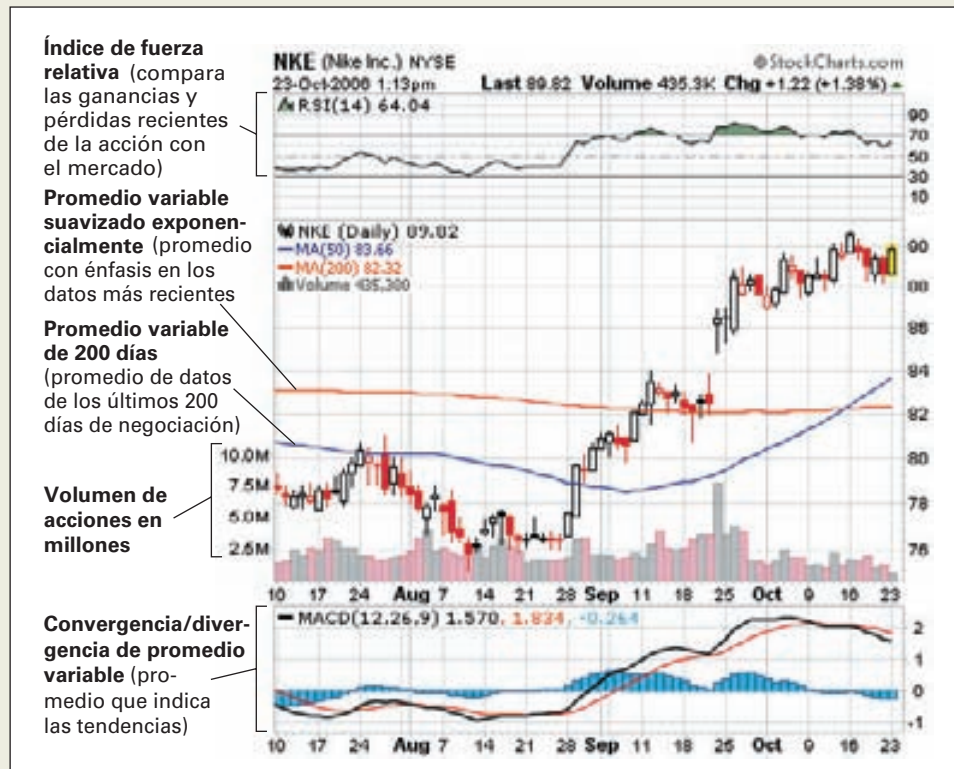 Índice de fuerza
relativa (compara
las ganancias y
pérdidas recientes
de la acción con
el mercado)
Promedio variable
suavizado exponen-
cialmente (promedio
con énfasis en los
datos más recientes
Promedio variable
de 200 días
(promedio de datos
de los últimos 200
días de negociación)
Volumen de
acciones en
millones
Convergencia/diver-
gencia de promedio
variable (pro-
medio que indica
las tendencias)
NKE (Nike Inc.) NYSE
© StockCharts.com
23-Oct-2006 1:13pm Last 89.82 Volume 435.3K Chg +1.22 (+1.38%)
RSI(14) 64.04
90
70
50
30
10
NKE (Daily) 89.82
MA(50) 83.66
MA(200) 82.32
Volume 435,300
90
88
86
84
82
80
78
76
10.0M
7.5M
5.0M
2.5M
10 17 24 Aug 7 14 21 28 Sep 11 18 25 Oct 9 16 23
MACD(12,26,9) 1.570, 1.834, -0.264
2
1
0
-1
10 17 24 Aug 7 14 21 28 Sep 11 18 25 Oct 9 16 23